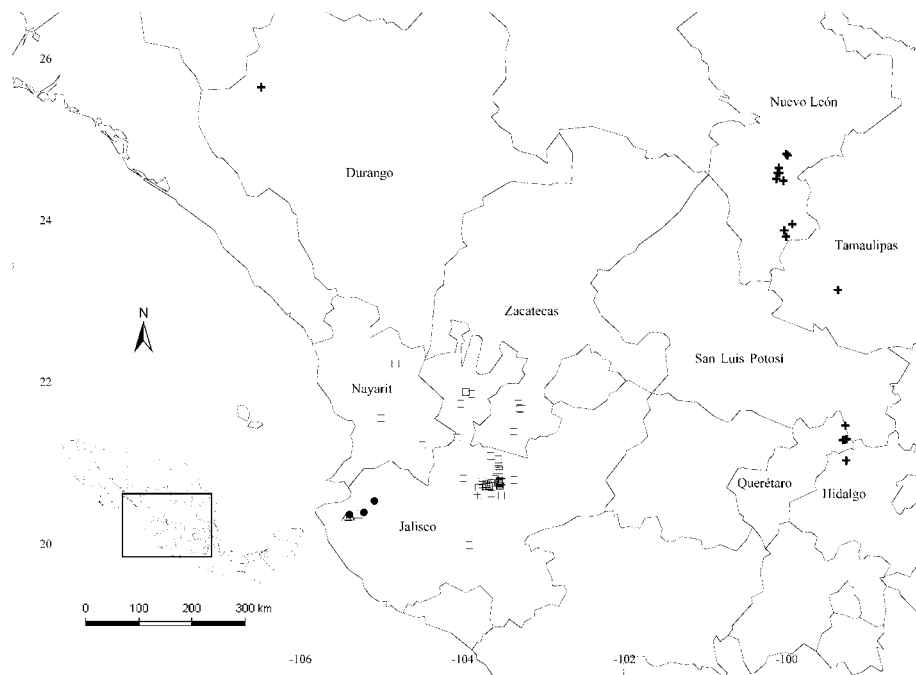 26
Nuevo León
Durango
24
Tamaulipas
N
Zacatecas
San Luis Potosí
22
Nayarit
Querétaro
Hidalgo
Jalisco
20
0 100 200 300 km
-106 -104 -102 -100